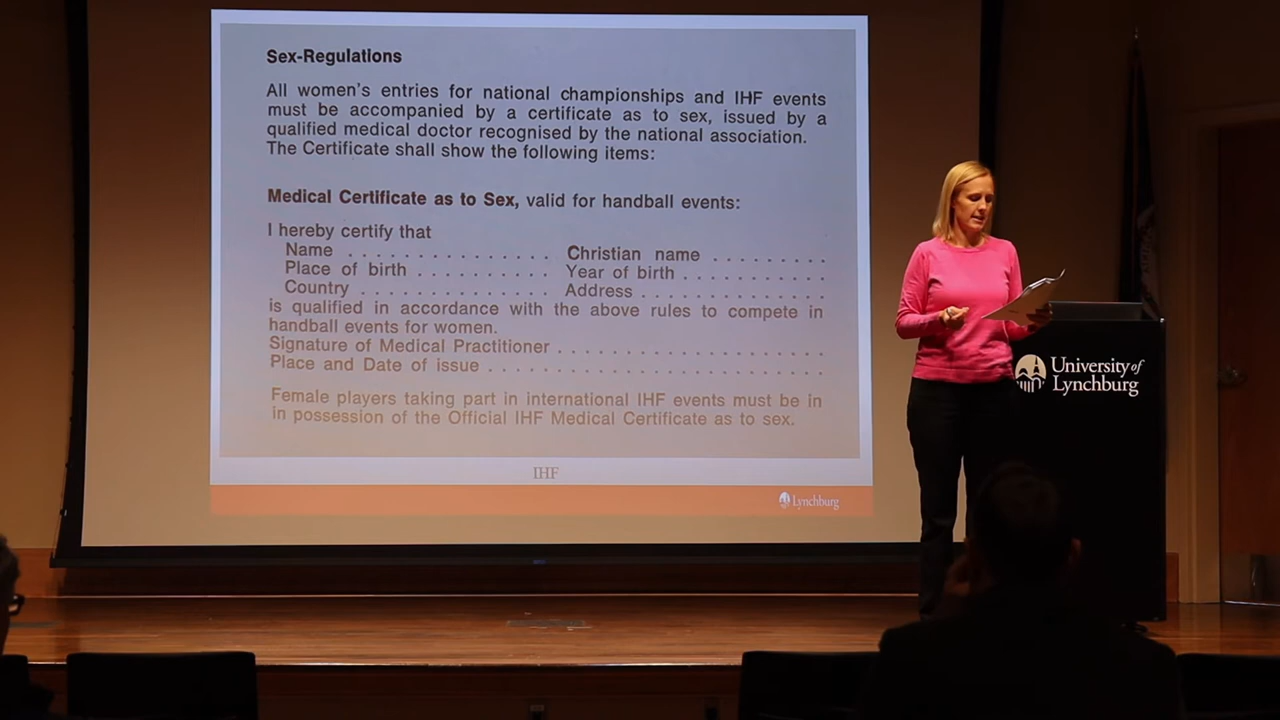 Sex-Regulations
All women's entries for national championships and IHF events
must be accompanied by a certificate as to sex, issued by a
qualified medical doctor recognised by the national association.
The Certificate shall show the following items:
Medical Certificate as to Sex, valid for handball events:
I hereby certify that
Name . . . . . . . . . . . . . . Christian name . . . . . . . .
Place of birth . . . . . . . . . . Year of birth . . . . . . . . . . .
Country . . . . . . . . . . . . . Address . . . . . . . . . . . . . .
is qualified in accordance with the above rules to compete in
handball events for women.
Signature of Medical Practitioner . . . . . . . . . . . . . . . . . . . .
Place and Date of issue . . . . . . . . . . . . . . . . . . . . . . . . .
Female players taking part in international IHF events must be in
in possession of the Official IHF Medical Certificate as to sex.
IHF
Lynchburg
University of
Lynchburg